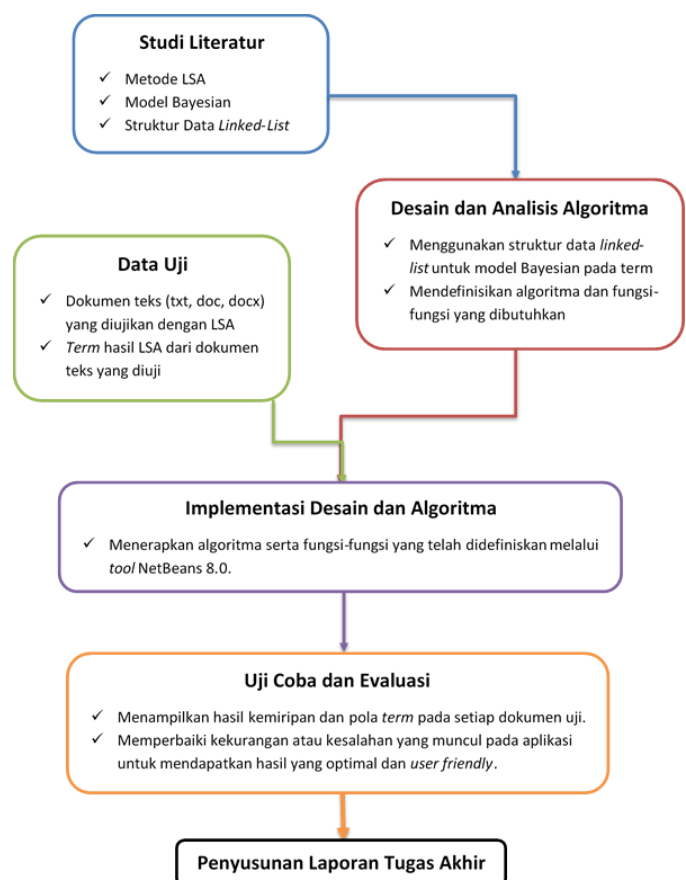 Studi Literatur
✓ Metode LSA
✓ Model Bayesian
✓ Struktur Data Linked-List
Desain dan Analisis Algoritma
✓ Menggunakan struktur data linked-
list untuk model Bayesian pada term
✓ Mendefinisikan algoritma dan fungsi-
fungsi yang dibutuhkan
Data Uji
✓ Dokumen teks (txt, doc, docx)
yang diujikan dengan LSA
✓ Term hasil LSA dari dokumen
teks yang diuji
Implementasi Desain dan Algoritma
✓ Menerapkan algoritma serta fungsi-fungsi yang telah didefiniskan melalui
tool NetBeans 8.0.
Uji Coba dan Evaluasi
✓ Menampilkan hasil kemiripan dan pola term pada setiap dokumen uji.
✓ Memperbaiki kekurangan atau kesalahan yang muncul pada aplikasi
untuk mendapatkan hasil yang optimal dan user friendly.
Penyusunan Laporan Tugas Akhir